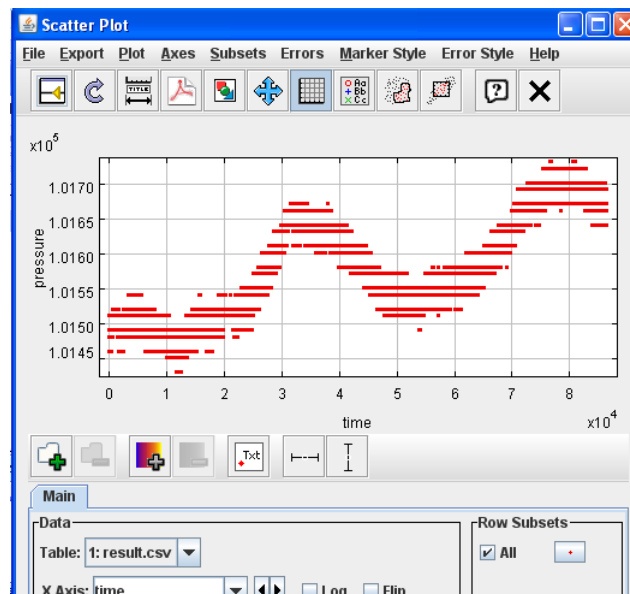 Scatter Plot
File Export Plot Axes Subsets Errors Marker Style Error Style Help
TITLE
Aa
Bb
Cc
x10^5
1.0170
1.0165
1.0160
1.0155
1.0150
1.0145
pressure
0 1 2 3 4 5 6 7 8
time x10^4
Txt
Main
Data
Row Subsets
Table: 1: result.csv
All
X Axis: time Log Flip